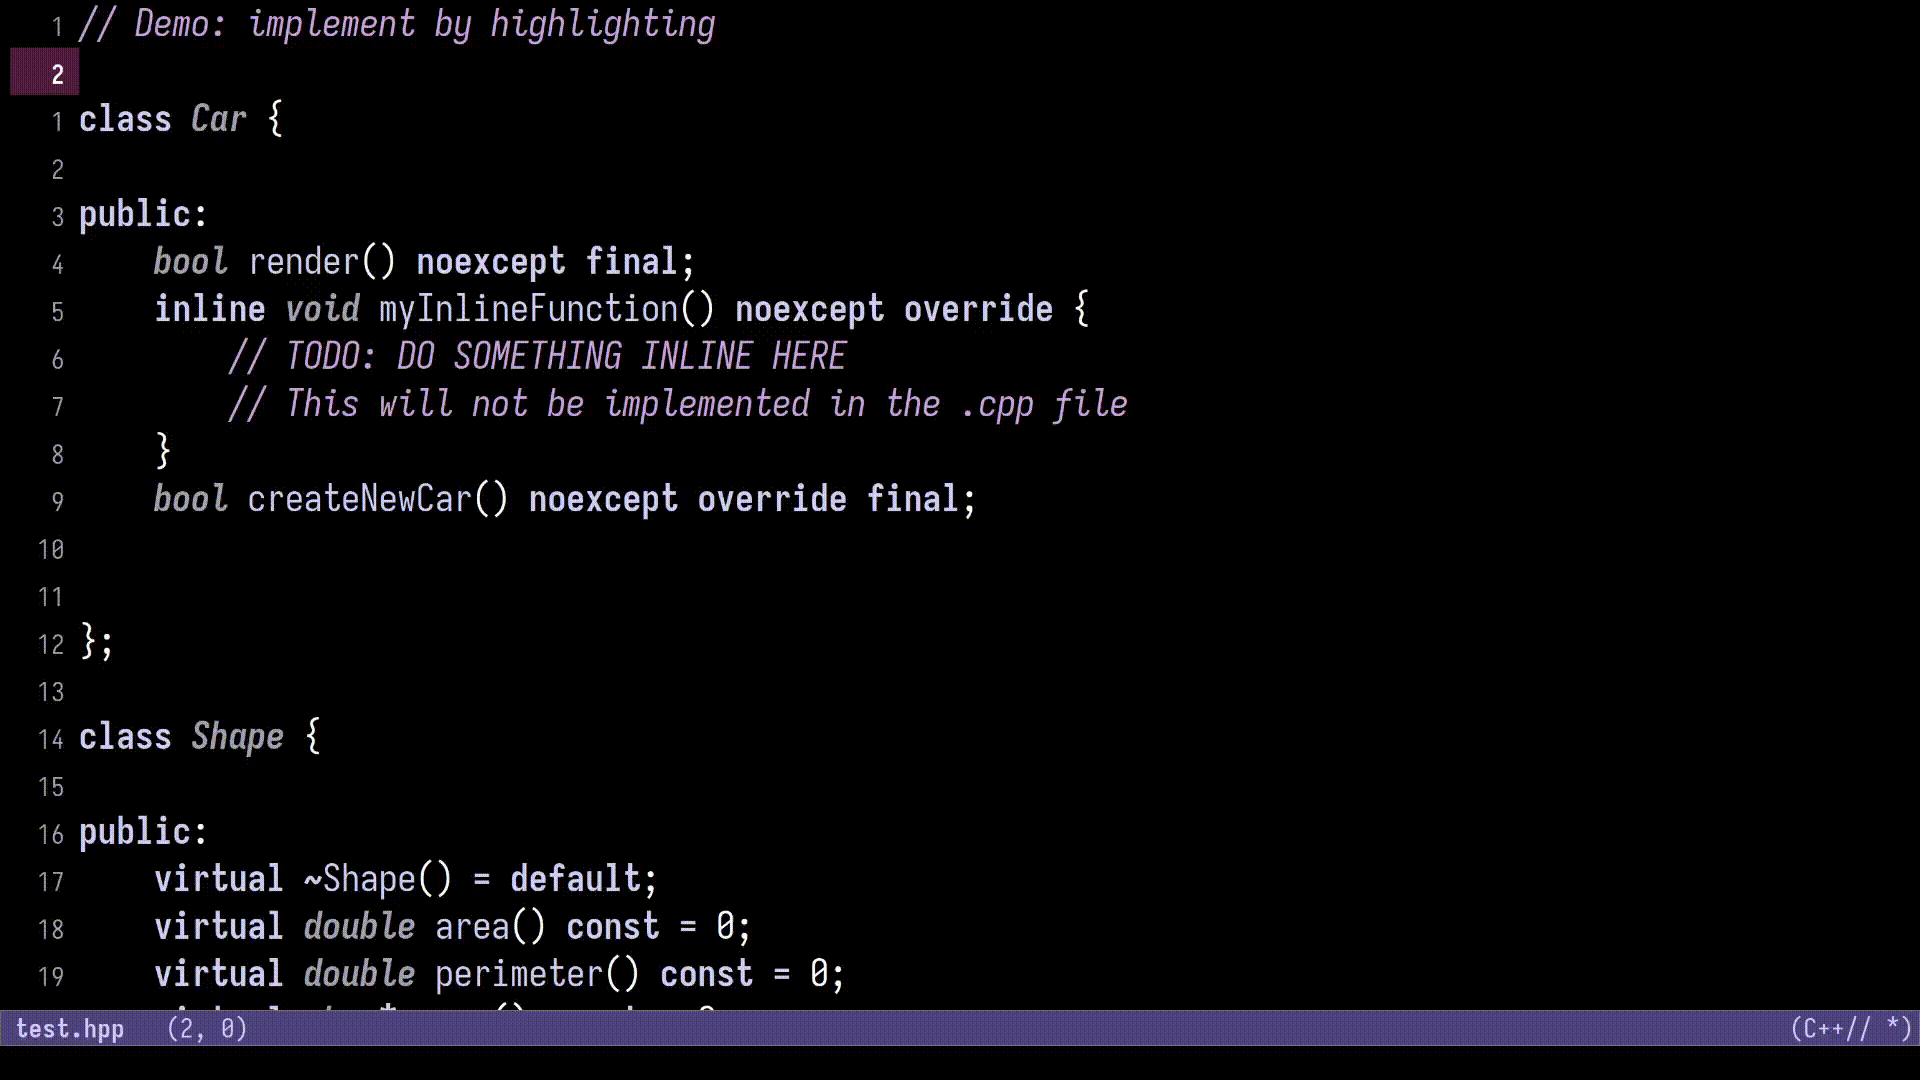 1 // Demo: implement by highlighting
2
1 class Car {
2
3 public:
4     bool render() noexcept final;
5     inline void myInlineFunction() noexcept override {
6         // TODO: DO SOMETHING INLINE HERE
7         // This will not be implemented in the .cpp file
8     }
9     bool createNewCar() noexcept override final;
10
11
12 };
13
14 class Shape {
15
16 public:
17     virtual ~Shape() = default;
18     virtual double area() const = 0;
19     virtual double perimeter() const = 0;
test.hpp (2, 0) (C++// *)